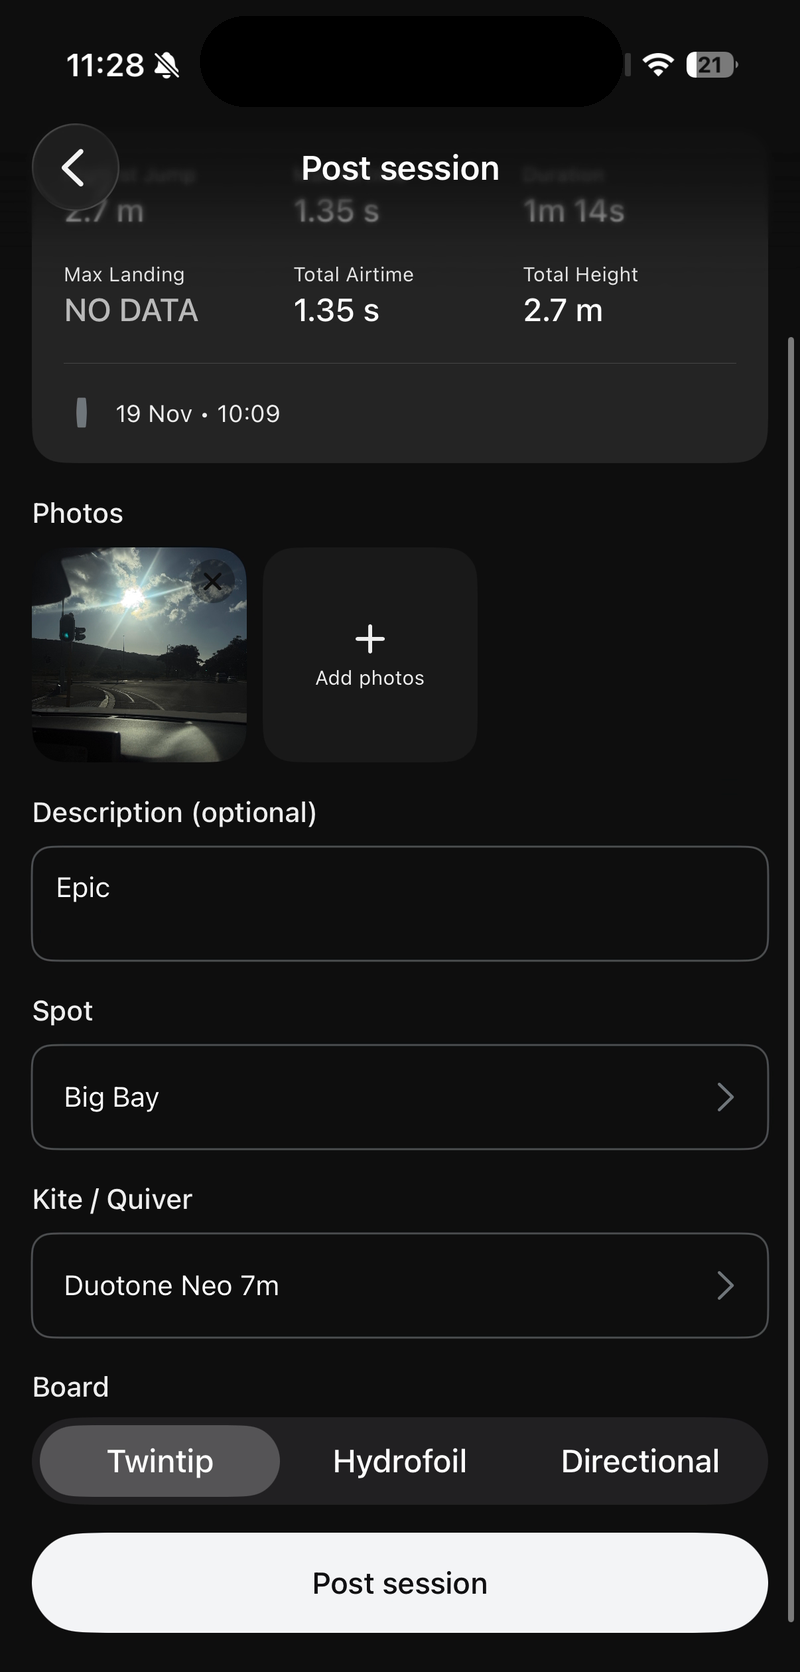 11:28
21
Post session
2.7 m 1.35 s 1m 14s
Max Landing Total Airtime Total Height
NO DATA 1.35 s 2.7 m
19 Nov • 10:09
Photos
Add photos
Description (optional)
Epic
Spot
Big Bay
Kite / Quiver
Duotone Neo 7m
Board
Twintip Hydrofoil Directional
Post session